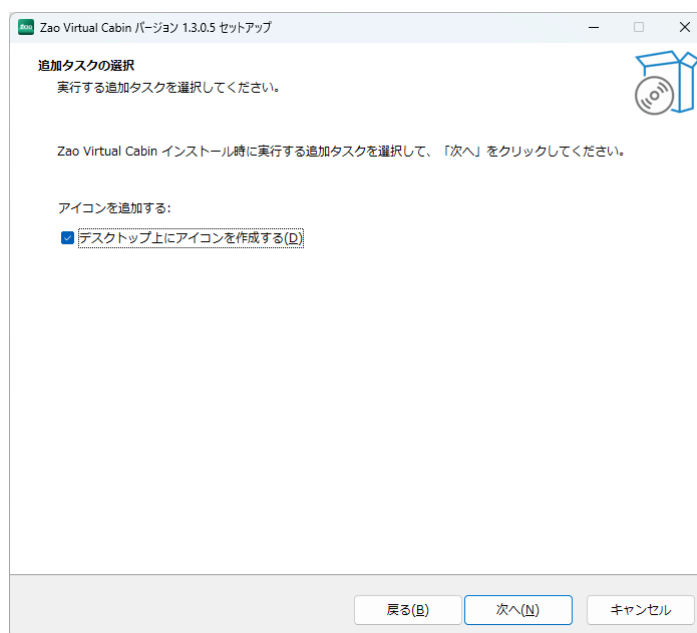 Zao Virtual Cabin バージョン 1.3.0.5 セットアップ
追加タスクの選択
実行する追加タスクを選択してください。
Zao Virtual Cabin インストール時に実行する追加タスクを選択して、「次へ」をクリックしてください。
アイコンを追加する:
デスクトップ上にアイコンを作成する(D)
戻る(B)
次へ(N)
キャンセル